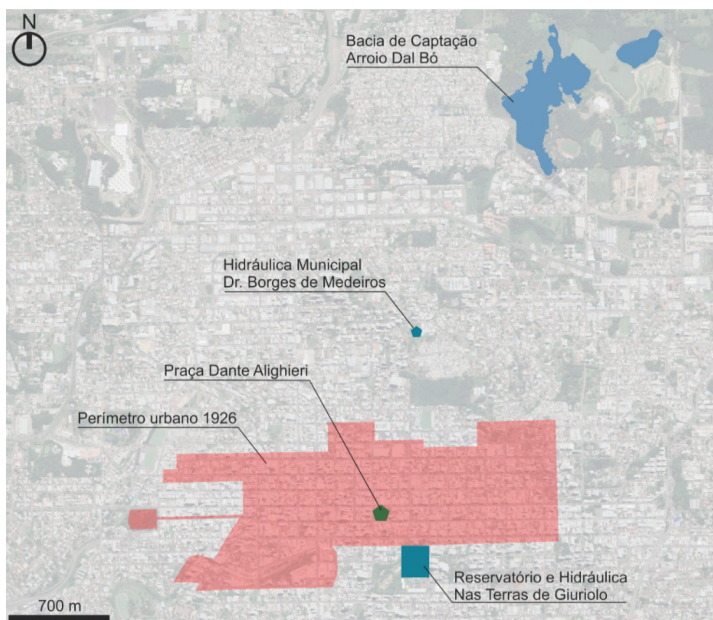 N
Bacia de Captação
Arroio Dal Bó
Hidráulica Municipal
Dr. Borges de Medeiros
Praça Dante Alighieri
Perímetro urbano 1926
Reservatório e Hidráulica
Nas Terras de Giuriolo
700 m